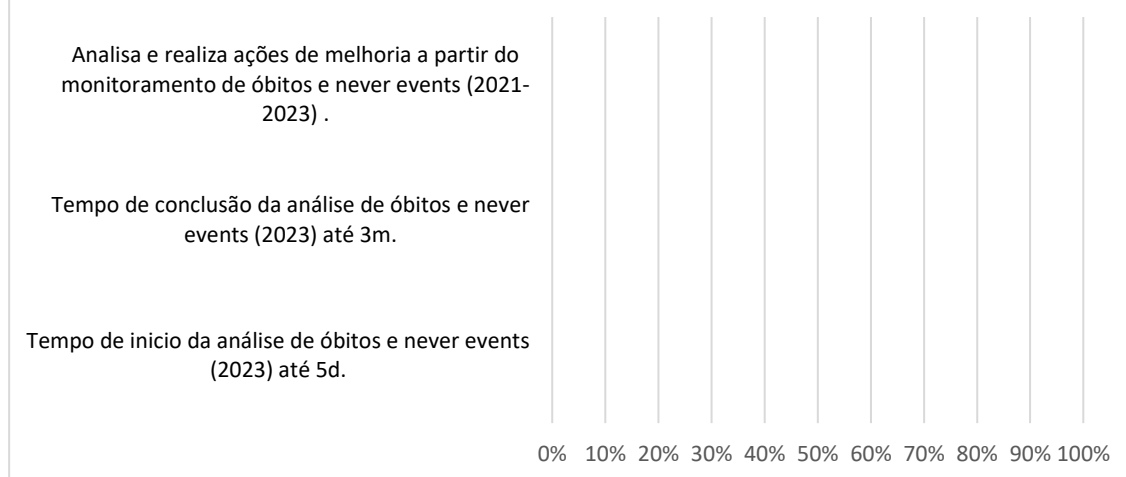 Analisa e realiza ações de melhoria a partir do
monitoramento de óbitos e never events (2021-
2023) .
Tempo de conclusão da análise de óbitos e never
events (2023) até 3m.
Tempo de inicio da análise de óbitos e never events
(2023) até 5d.
0% 10% 20% 30% 40% 50% 60% 70% 80% 90% 100%